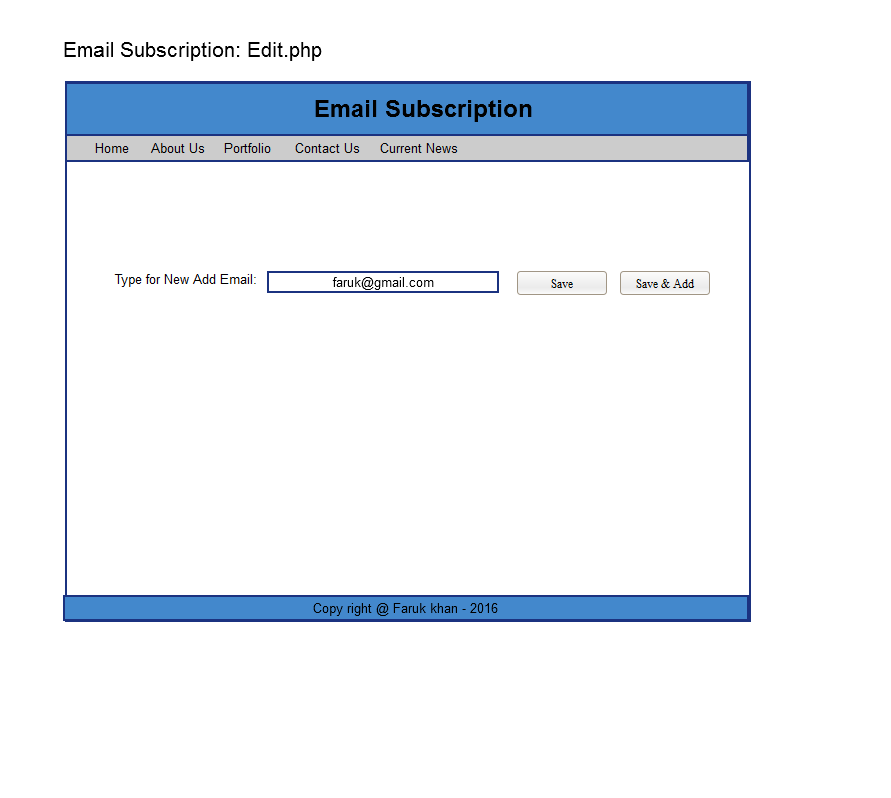 Email Subscription: Edit.php
Email Subscription
Home About Us Portfolio Contact Us Current News
Type for New Add Email: faruk@gmail.com Save Save & Add
Copy right @ Faruk khan - 2016